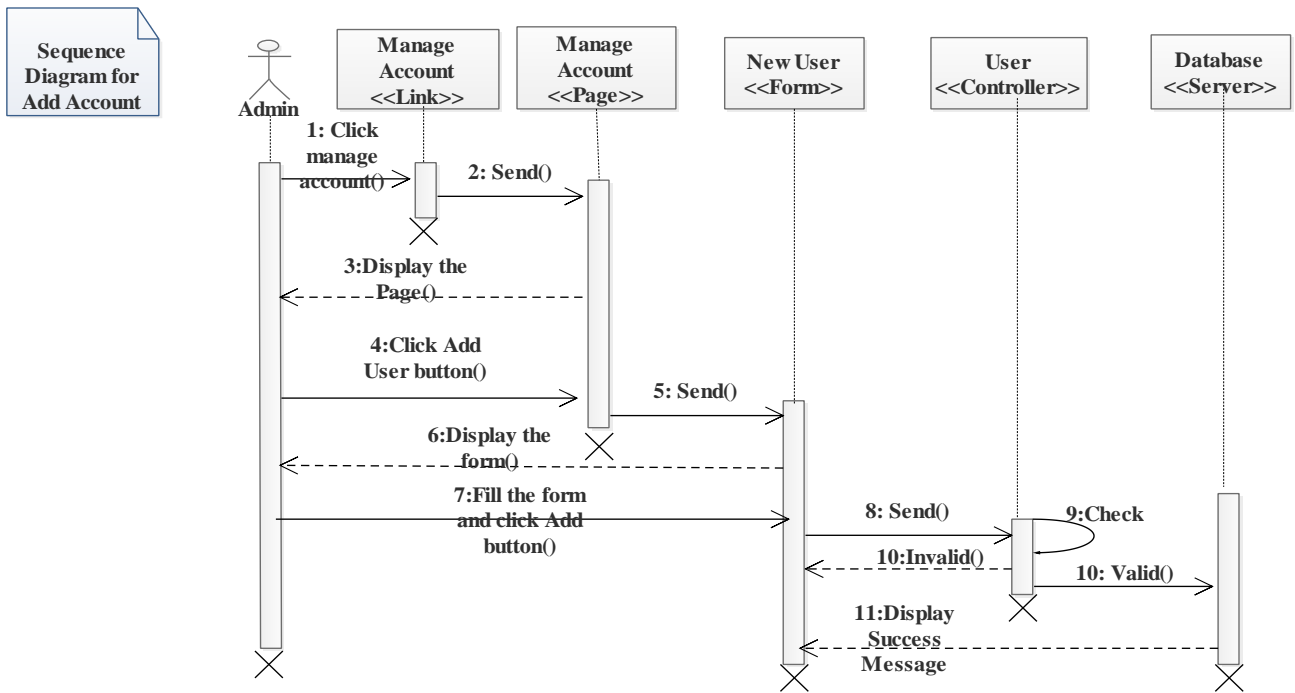 Sequence
Diagram for
Add Account
Admin
Manage
Account
<<Link>>
Manage
Account
<<Page>>
New User
<<Form>>
User
<<Controller>>
Database
<<Server>>
1: Click
manage
account()
2: Send()
3:Display the
Page()
4:Click Add
User button()
5: Send()
6:Display the
form()
7:Fill the form
and click Add
button()
8: Send()
9:Check
10:Invalid()
10: Valid()
11:Display
Success
Message